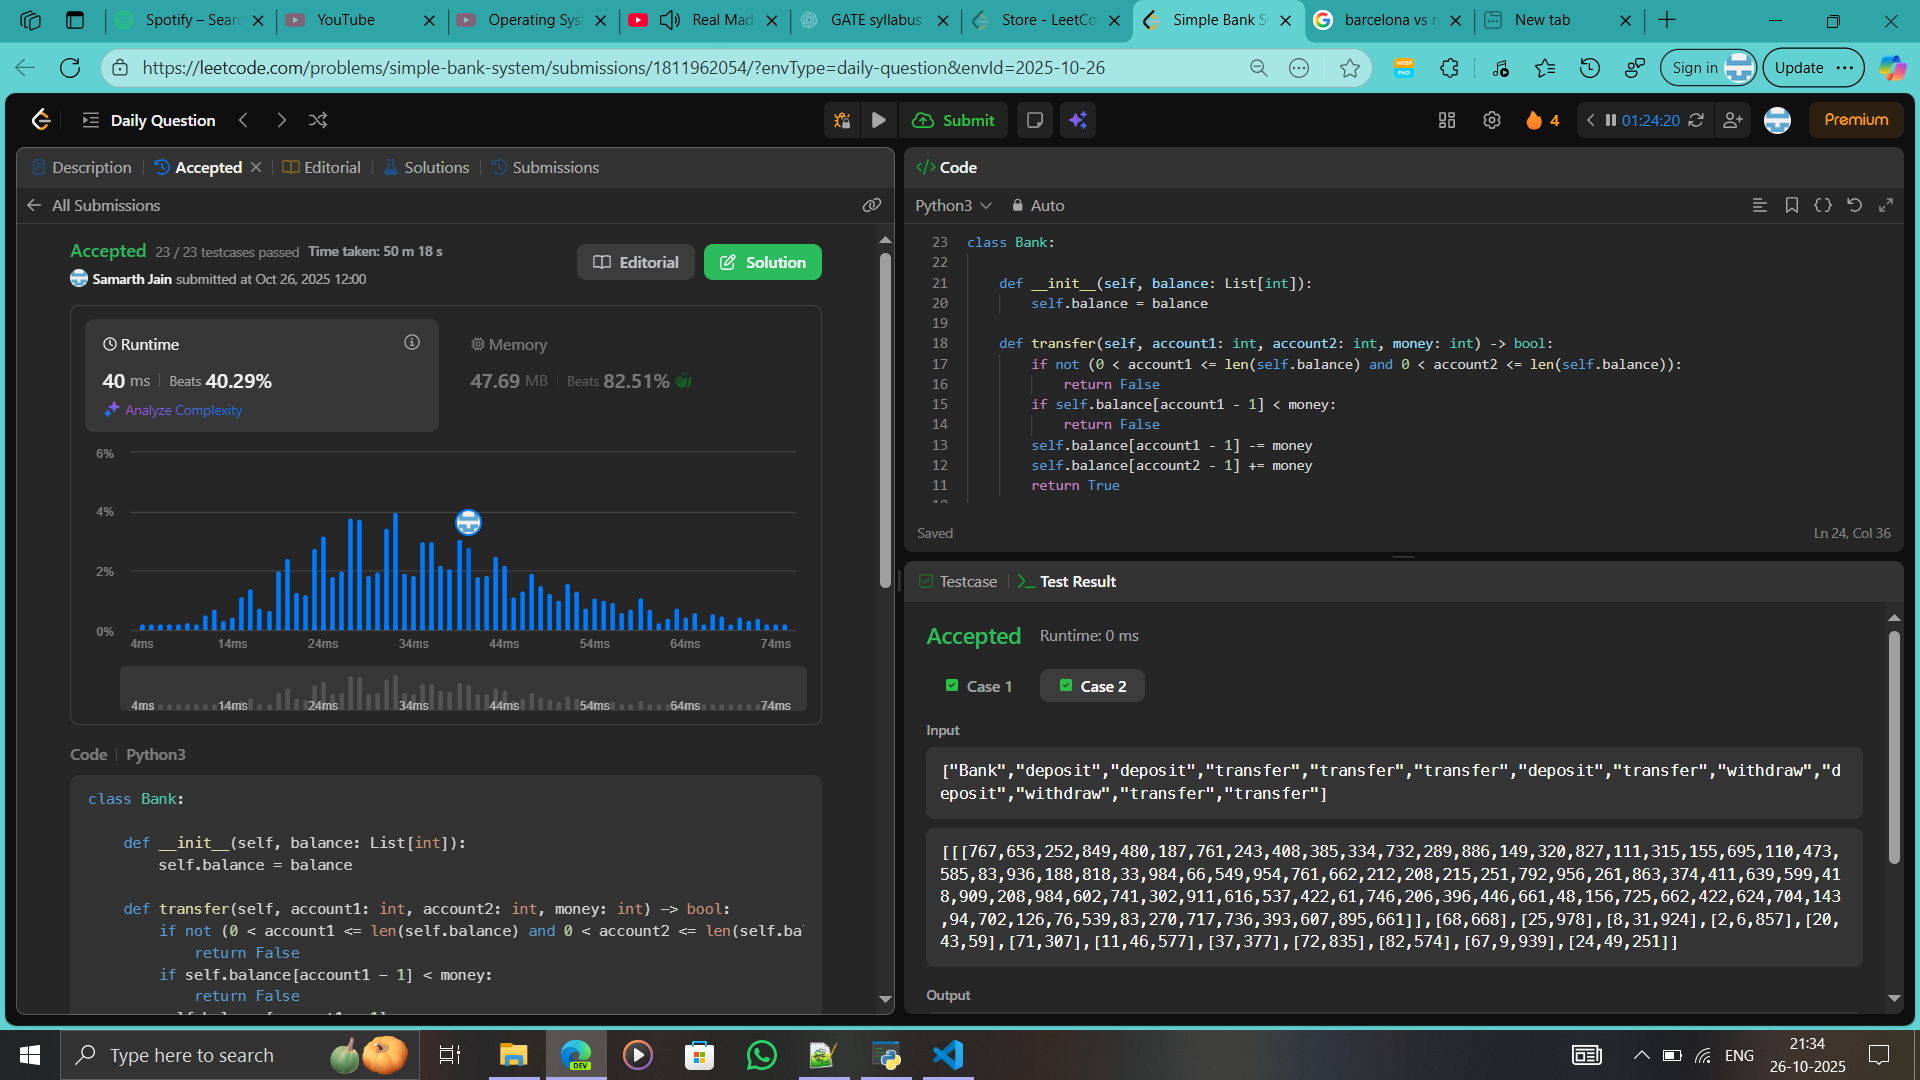 Spotify – Sear
YouTube
Operating Sys
Real Mad
GATE syllabus
Store - LeetCo
Simple Bank S
barcelona vs r
New tab
https://leetcode.com/problems/simple-bank-system/submissions/1811962054/?envType=daily-question&envId=2025-10-26
WEBP
PNG
Sign in
Update
Daily Question
Submit
4
01:24:20
Premium
Description
Accepted
Editorial
Solutions
Submissions
All Submissions
Accepted 23 / 23 testcases passed Time taken: 50 m 18 s
Samarth Jain submitted at Oct 26, 2025 12:00
Editorial
Solution
Runtime
40 ms Beats 40.29%
Analyze Complexity
Memory
47.69 MB Beats 82.51%
6%
4%
2%
0%
4ms 14ms 24ms 34ms 44ms 54ms 64ms 74ms
4ms 14ms 24ms 34ms 44ms 54ms 64ms 74ms
Code Python3
class Bank:
def __init__(self, balance: List[int]):
self.balance = balance
def transfer(self, account1: int, account2: int, money: int) -> bool:
if not (0 < account1 <= len(self.balance) and 0 < account2 <= len(self.ba
return False
if self.balance[account1 - 1] < money:
return False
</> Code
Python3
Auto
23 class Bank:
22
21 def __init__(self, balance: List[int]):
20 self.balance = balance
19
18 def transfer(self, account1: int, account2: int, money: int) -> bool:
17 if not (0 < account1 <= len(self.balance) and 0 < account2 <= len(self.balance)):
16 return False
15 if self.balance[account1 - 1] < money:
14 return False
13 self.balance[account1 - 1] -= money
12 self.balance[account2 - 1] += money
11 return True
Saved
Ln 24, Col 36
Testcase
Test Result
Accepted Runtime: 0 ms
Case 1
Case 2
Input
["Bank","deposit","deposit","transfer","transfer","transfer","deposit","transfer","withdraw","d
eposit","withdraw","transfer","transfer"]
[[[767,653,252,849,480,187,761,243,408,385,334,732,289,886,149,320,827,111,315,155,695,110,473,
585,83,936,188,818,33,984,66,549,954,761,662,212,208,215,251,792,956,261,863,374,411,639,599,41
8,909,208,984,602,741,302,911,616,537,422,61,746,206,396,446,661,48,156,725,662,422,624,704,143
,94,702,126,76,539,83,270,717,736,393,607,895,661]],[68,668],[25,978],[8,31,924],[2,6,857],[20,
43,59],[71,307],[11,46,577],[37,377],[72,835],[82,574],[67,9,939],[24,49,251]]
Output
Type here to search
DEV
ENG
21:34
26-10-2025